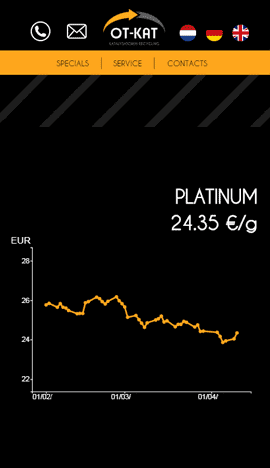 OT-KAT
KATALYSATOREN RECYCLING
SPECIALS
SERVICE
CONTACTS
PLATINUM
24.35 €/g
EUR
28
26
24
22
01/02/
01/03/
01/04/